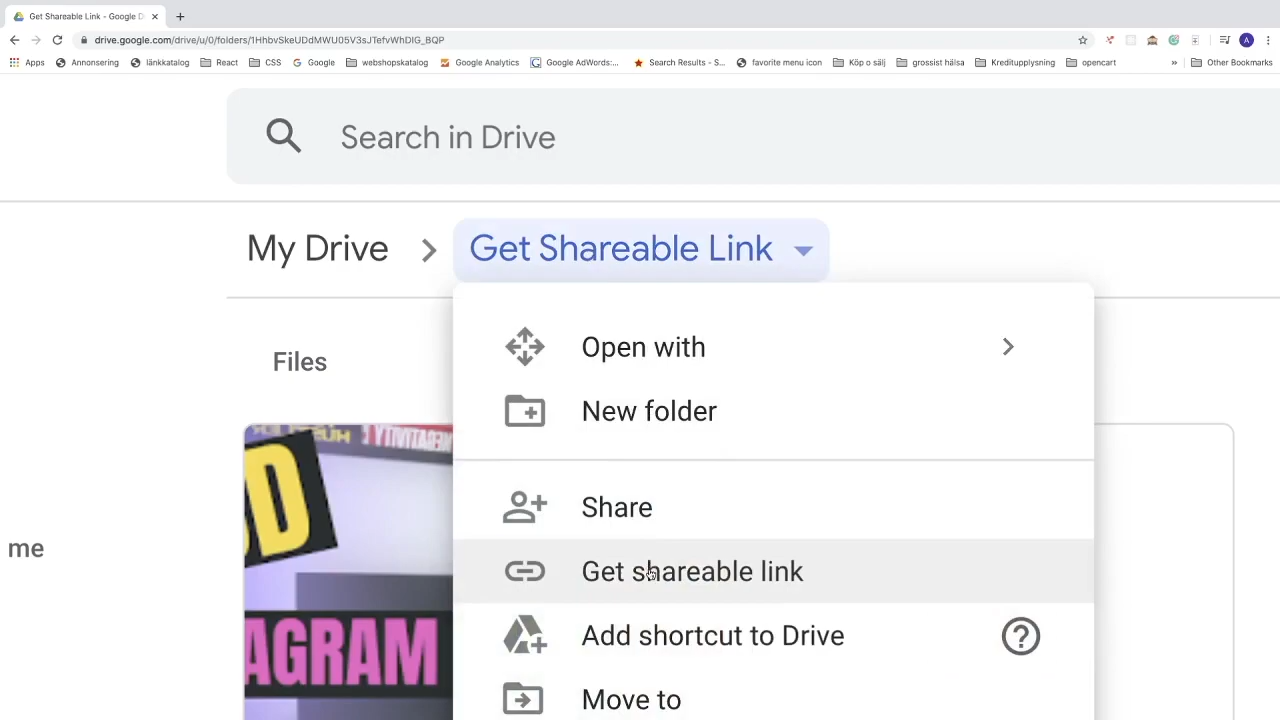 Get Shareable Link - Google D
drive.google.com/drive/u/0/folders/1HhbvSkeUDdMWU05V3sJTefvWhDIG_BQP
A
Apps
Annonsering
länkkatalog
React
CSS
Google
webshopskatalog
Google Analytics
Google AdWords:...
Search Results - S...
favorite menu icon
Köp o sälj
grossist hälsa
Kreditupplysning
opencart
»
Other Bookmarks
Search in Drive
My Drive > Get Shareable Link
Open with
Files
New folder
D
Share
me
Get shareable link
AGRAM
Add shortcut to Drive
Move to